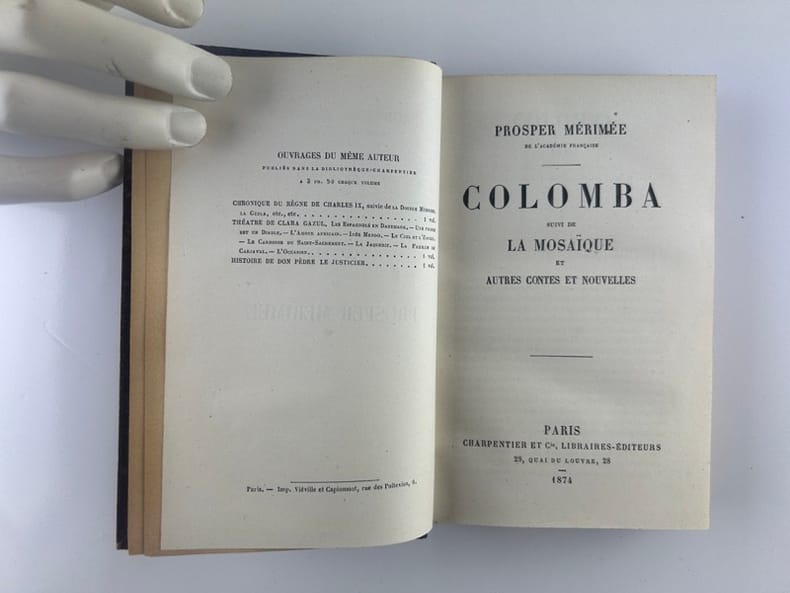 OUVRAGES DU MÊME AUTEUR
PUBLIÉS DANS LA BIBLIOTHÈQUE-CHARPENTIER
A 3 FR. 50 CHAQUE VOLUME
CHRONIQUE DU RÈGNE DE CHARLES IX, suivie de LA DOUBLE MÉPRISE,
LA GUZLA, etc., etc. . . . . . . . . . . . . . . . . 1 vol.
THÉATRE DE CLARA GAZUL, LES ESPAGNOLS EN DANEMARK. — UNE FEMME
EST UN DIABLE. — L'AMOUR AFRICAIN. — INÈS MENDO. — LE CIEL ET L'ENFER.
— LE CARROSSE DU SAINT-SACREMENT. — LA JAQUERIE. — LA FAMILLE DE
CARVAJAL. — L'OCCASION. . . . . . . . . . . . . . . . 1 vol.
HISTOIRE DE DON PÈDRE LE JUSTICIER. . . . . . . . 1 vol.
Paris. — Imp. Viéville et Capiomont, rue des Poitevins, 6.
PROSPER MÉRIMÉE
DE L'ACADÉMIE FRANÇAISE
COLOMBA
SUIVI DE
LA MOSAÏQUE
ET
AUTRES CONTES ET NOUVELLES
PARIS
CHARPENTIER ET Cie, LIBRAIRES-ÉDITEURS
28, QUAI DU LOUVRE, 28
1874